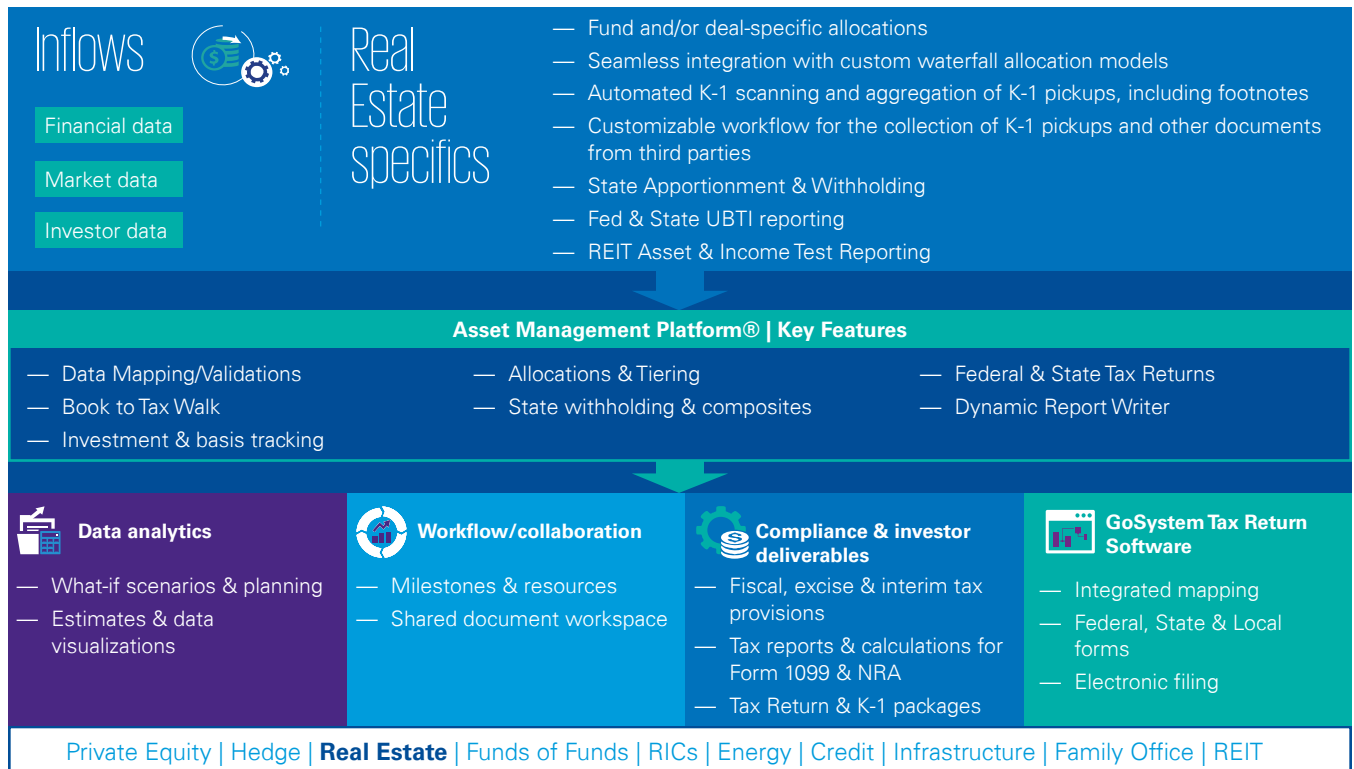 Inflows
Financial data
Market data
Investor data
Real
Estate
specifics
— Fund and/or deal-specific allocations
— Seamless integration with custom waterfall allocation models
— Automated K-1 scanning and aggregation of K-1 pickups, including footnotes
— Customizable workflow for the collection of K-1 pickups and other documents
from third parties
— State Apportionment & Withholding
— Fed & State UBTI reporting
— REIT Asset & Income Test Reporting
Asset Management Platform® | Key Features
— Data Mapping/Validations
— Book to Tax Walk
— Investment & basis tracking
— Allocations & Tiering
— State withholding & composites
— Federal & State Tax Returns
— Dynamic Report Writer
Data analytics
— What-if scenarios & planning
— Estimates & data
visualizations
Workflow/collaboration
— Milestones & resources
— Shared document workspace
Compliance & investor
deliverables
— Fiscal, excise & interim tax
provisions
— Tax reports & calculations for
Form 1099 & NRA
— Tax Return & K-1 packages
GoSystem Tax Return
Software
— Integrated mapping
— Federal, State & Local
forms
— Electronic filing
Private Equity | Hedge | Real Estate | Funds of Funds | RICs | Energy | Credit | Infrastructure | Family Office | REIT